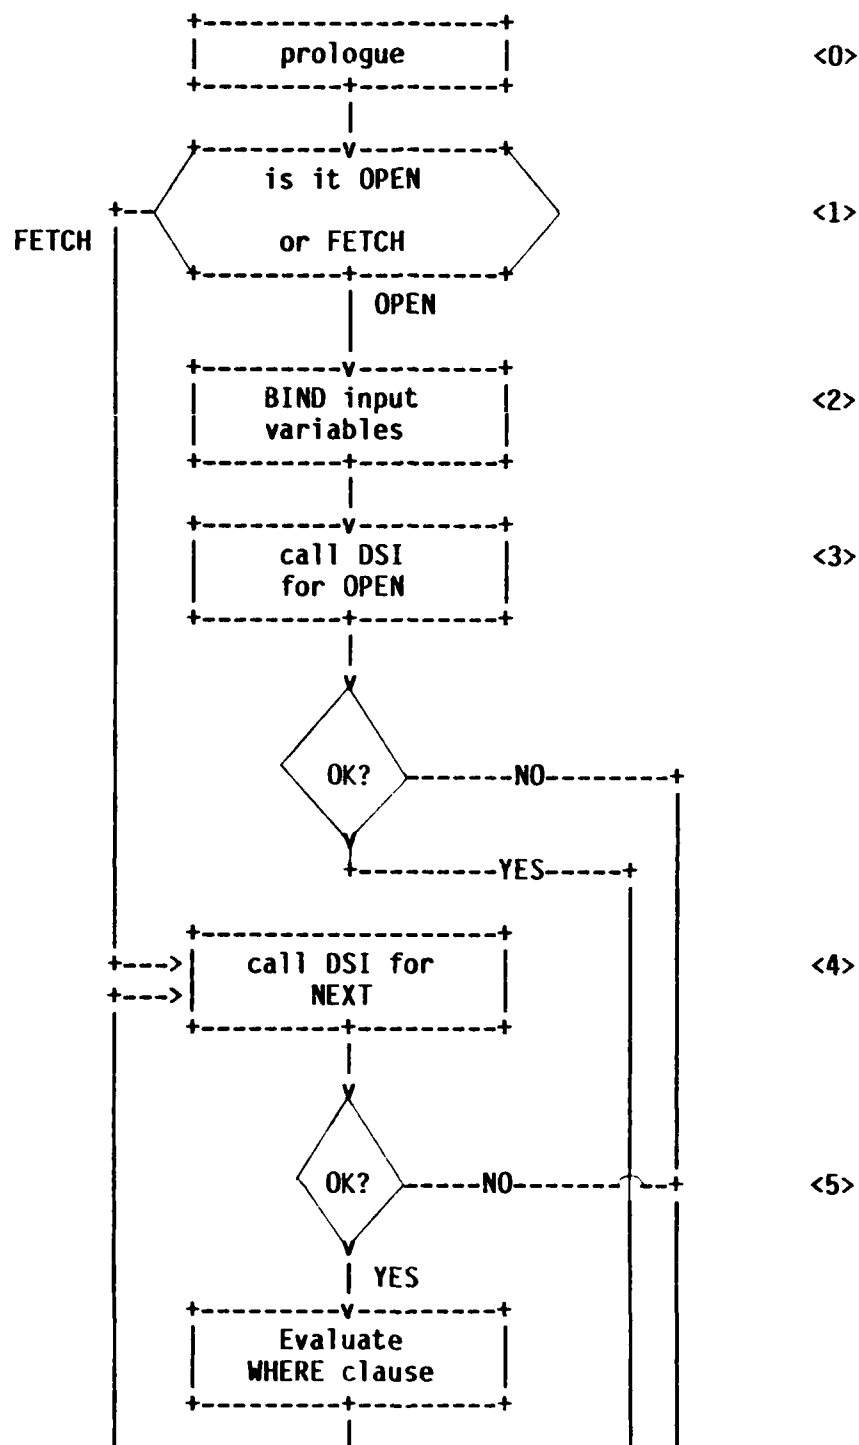 prologue <0>
is it OPEN
<1>
FETCH or FETCH
OPEN
BIND input <2>
variables
call DSI <3>
for OPEN
OK? NO
YES
call DSI for <4>
NEXT
OK? NO <5>
YES
Evaluate
WHERE clause